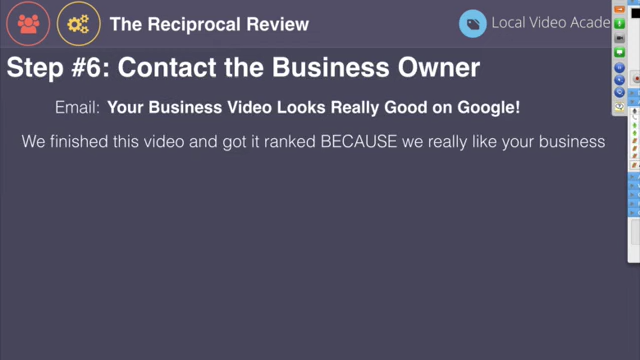 The Reciprocal Review
Local Video Acade
Step #6: Contact the Business Owner
Email: Your Business Video Looks Really Good on Google!
We finished this video and got it ranked BECAUSE we really like your business